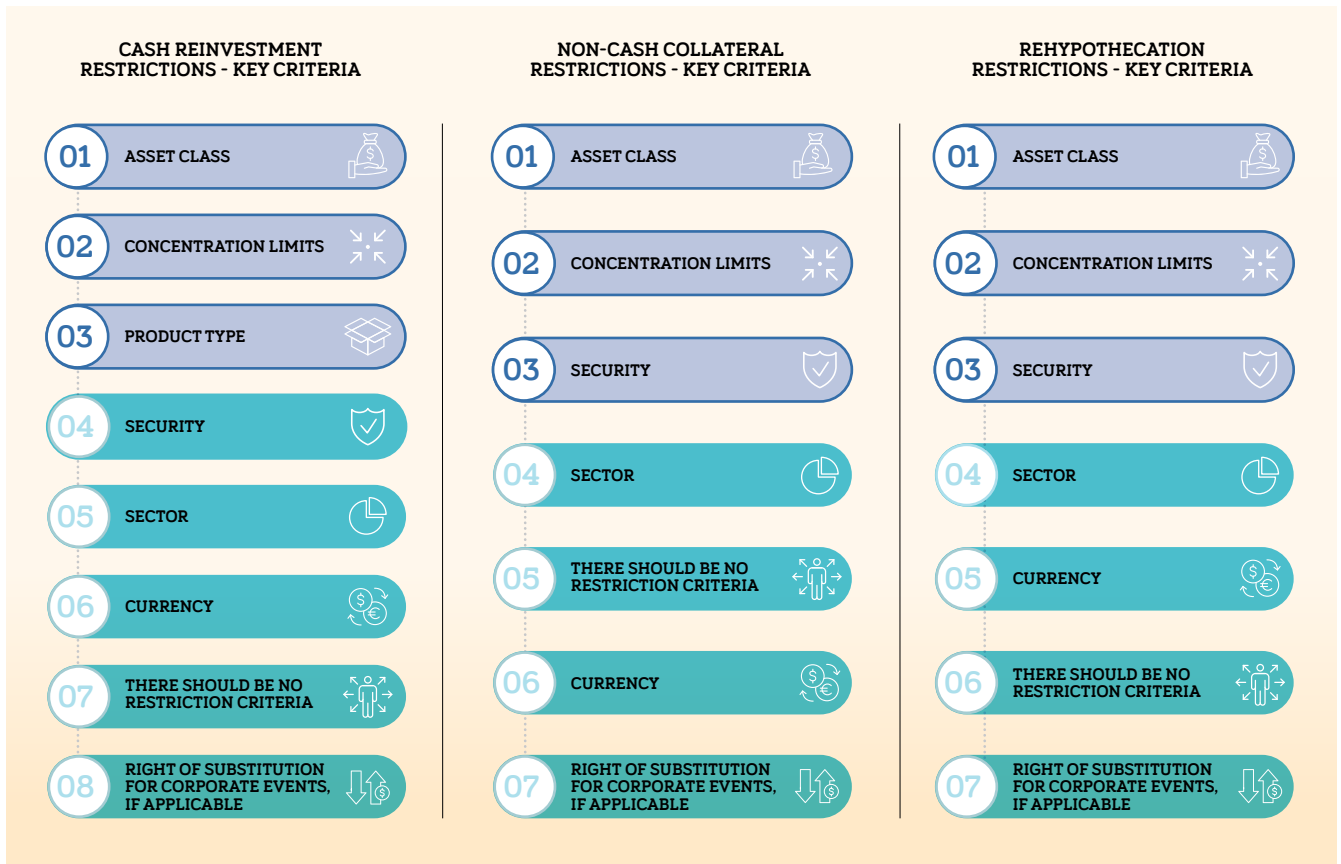 CASH REINVESTMENT
RESTRICTIONS - KEY CRITERIA
01
ASSET CLASS
$
02
CONCENTRATION LIMITS
03
PRODUCT TYPE
04
SECURITY
05
SECTOR
06
CURRENCY
$
€
07
THERE SHOULD BE NO
RESTRICTION CRITERIA
08
RIGHT OF SUBSTITUTION
FOR CORPORATE EVENTS,
IF APPLICABLE
$
NON-CASH COLLATERAL
RESTRICTIONS - KEY CRITERIA
01
ASSET CLASS
$
02
CONCENTRATION LIMITS
03
SECURITY
04
SECTOR
05
THERE SHOULD BE NO
RESTRICTION CRITERIA
06
CURRENCY
$
€
07
RIGHT OF SUBSTITUTION
FOR CORPORATE EVENTS,
IF APPLICABLE
$
REHYPOTHECATION
RESTRICTIONS - KEY CRITERIA
01
ASSET CLASS
$
02
CONCENTRATION LIMITS
03
SECURITY
04
SECTOR
05
CURRENCY
$
€
06
THERE SHOULD BE NO
RESTRICTION CRITERIA
07
RIGHT OF SUBSTITUTION
FOR CORPORATE EVENTS,
IF APPLICABLE
$